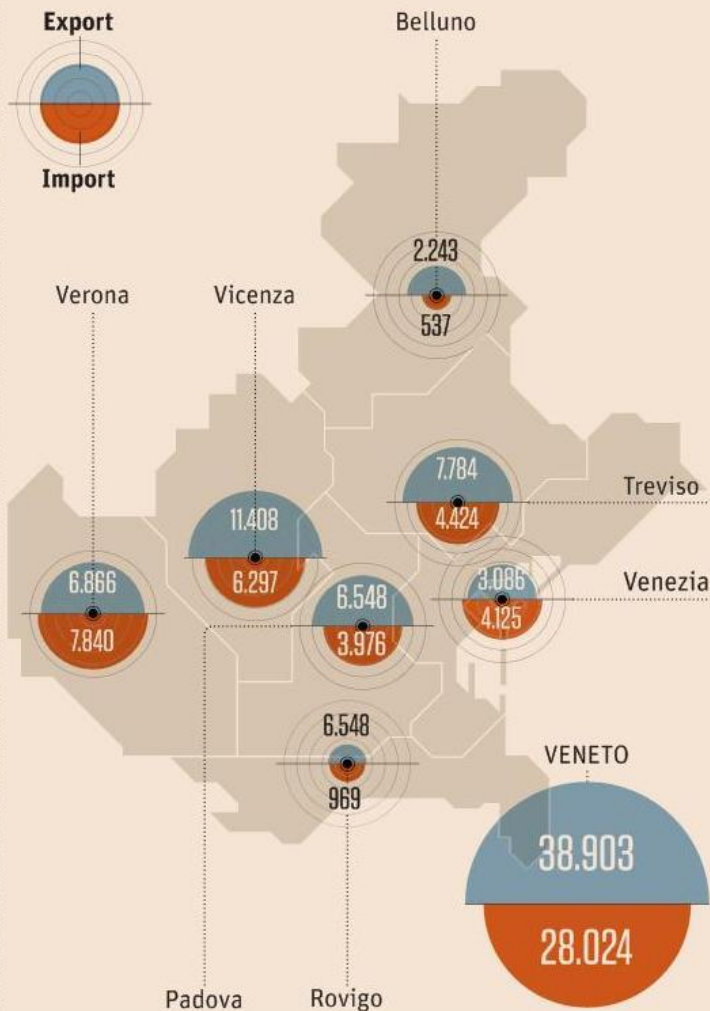 Export
Import
Belluno
2.243
537
Verona
Vicenza
7.784
4.424
Treviso
11.408
6.297
6.866
7.840
6.548
3.976
3.086
4.125
Venezia
6.548
969
VENETO
38.903
28.024
Padova
Rovigo